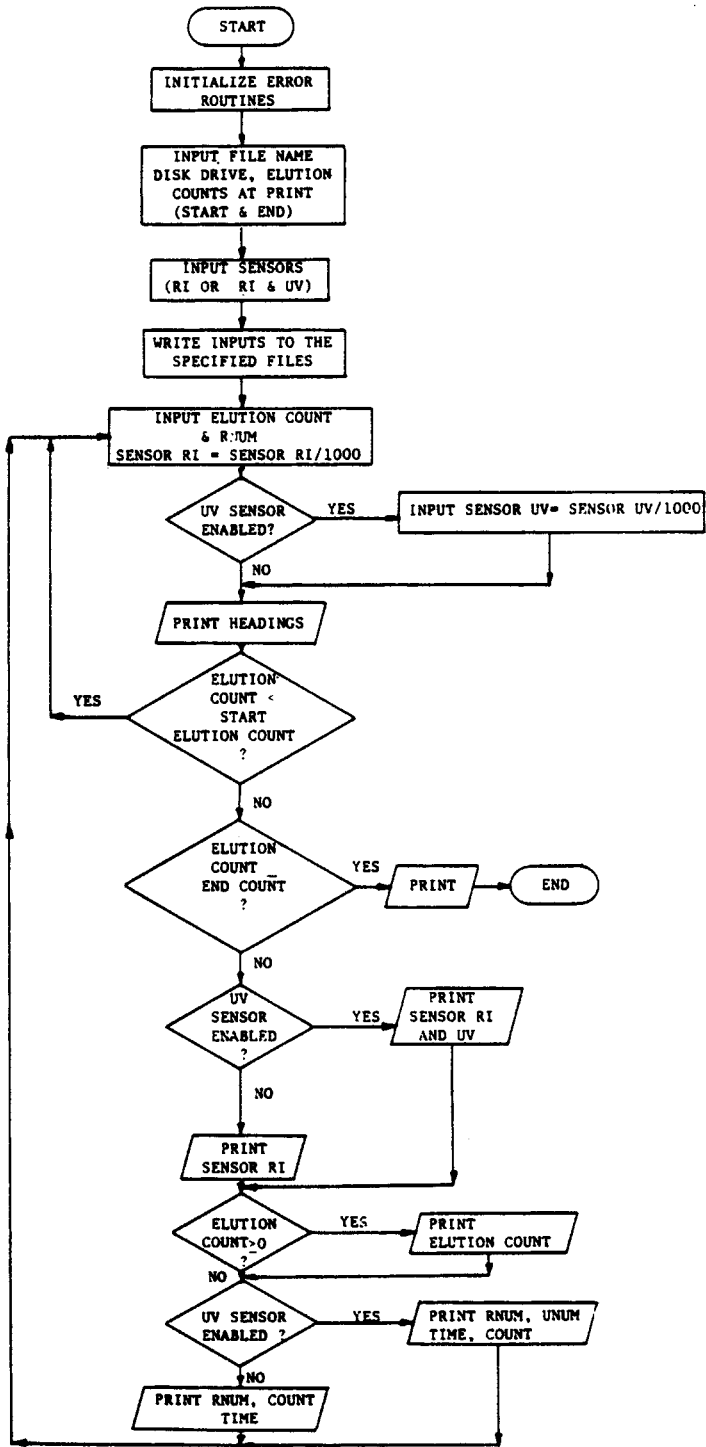 START
INITIALIZE ERROR
ROUTINES
INPUT FILE NAME
DISK DRIVE, ELUTION
COUNTS AT PRINT
(START & END)
INPUT SENSORS
(RI OR RI & UV)
WRITE INPUTS TO THE
SPECIFIED FILES
INPUT ELUTION COUNT
& RNUM
SENSOR RI = SENSOR RI/1000
UV SENSOR
ENABLED?
YES
INPUT SENSOR UV= SENSOR UV/1000
NO
PRINT HEADINGS
ELUTION
COUNT <
START
ELUTION COUNT
?
YES
NO
ELUTION
COUNT _
END COUNT
?
YES
PRINT
END
NO
UV
SENSOR
ENABLED
?
YES
PRINT
SENSOR RI
AND UV
NO
PRINT
SENSOR RI
ELUTION
COUNT>0
?
YES
PRINT
ELUTION COUNT
NO
UV SENSOR
ENABLED ?
YES
PRINT RNUM, UNUM
TIME, COUNT
NO
PRINT RNUM, COUNT
TIME